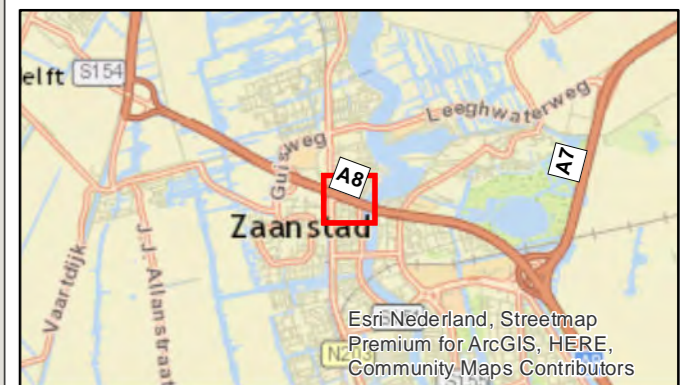 elft S154
Leeghwaterweg
Guisweg
A8
A7
Zaanstad
Vaartdijk
J.J. Allanstraat
Esri Nederland, Streetmap
N203
Premium for ArcGIS, HERE,
Community Maps Contributors
A8